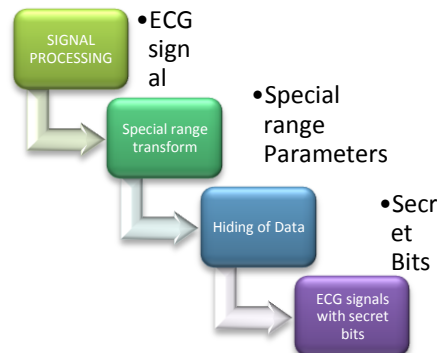 SIGNAL
PROCESSING
•ECG
sign
al
Special range
transform
•Special
range
Parameters
Hiding of Data
•Secr
et
Bits
ECG signals
with secret
bits